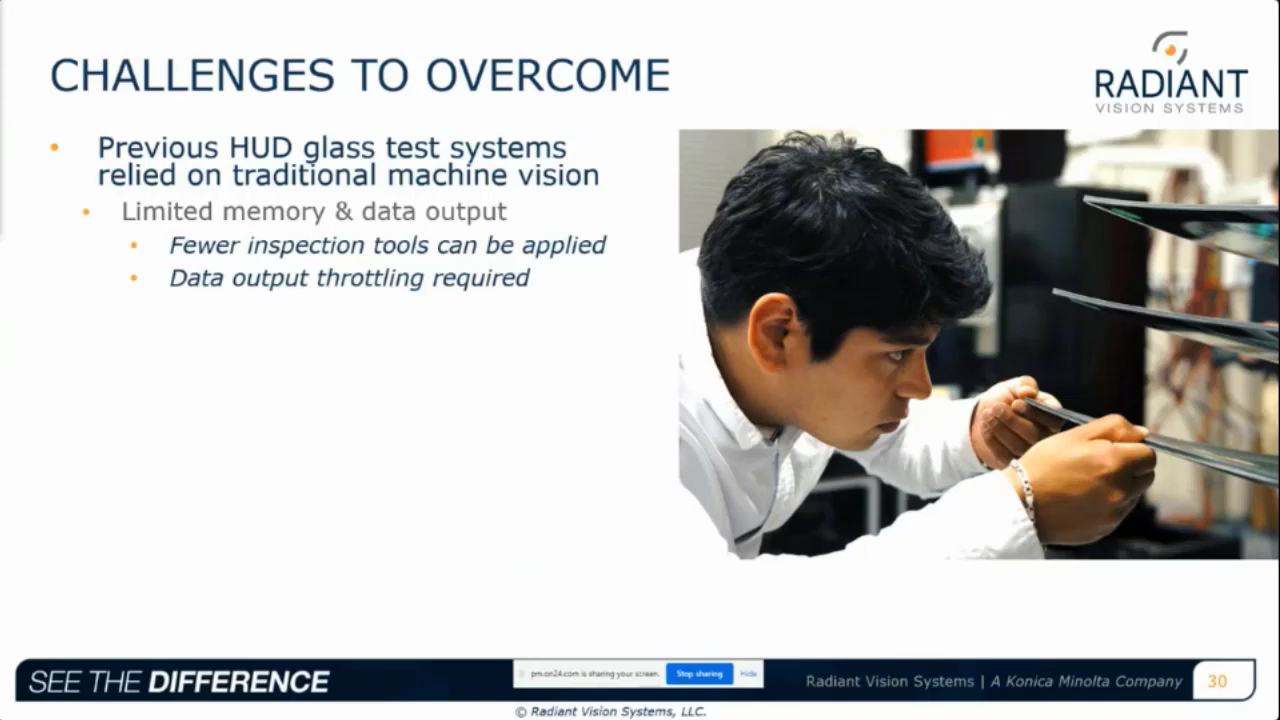 CHALLENGES TO OVERCOME
RADIANT
VISION SYSTEMS
• Previous HUD glass test systems
relied on traditional machine vision
• Limited memory & data output
• Fewer inspection tools can be applied
• Data output throttling required
SEE THE DIFFERENCE
pm.on24.com is sharing your screen. Stop sharing Hide
Radiant Vision Systems | A Konica Minolta Company 30
© Radiant Vision Systems, LLC.